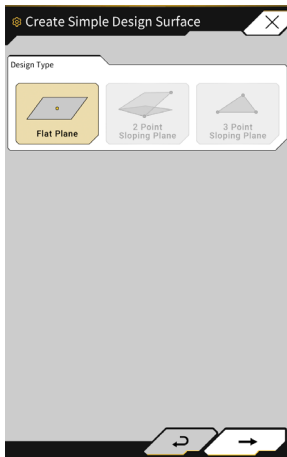 Create Simple Design Surface
Design Type
Flat Plane
2 Point
Sloping Plane
3 Point
Sloping Plane